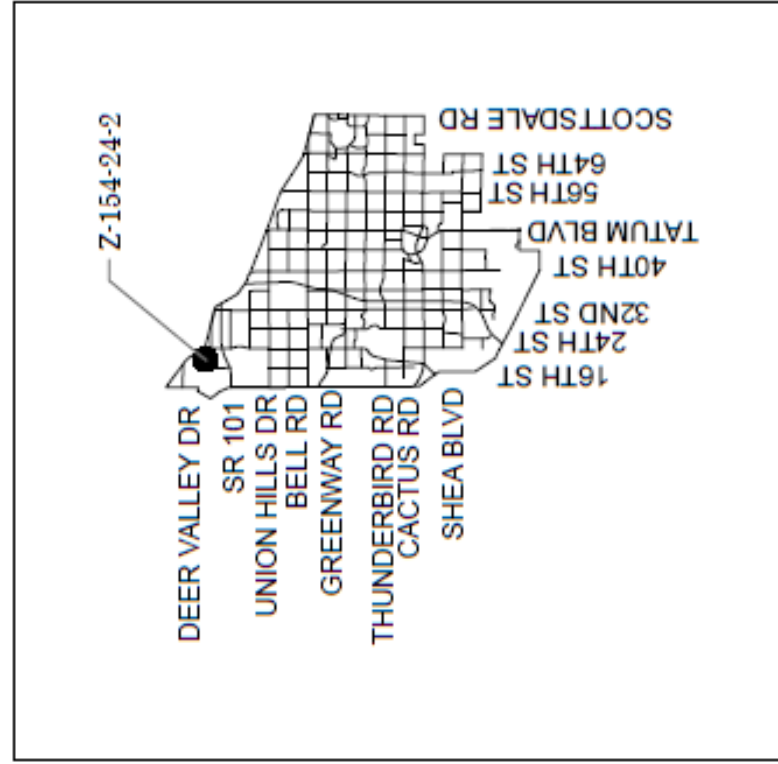 Z-154-24-2
SCOTTSDALE RD
64TH ST
56TH ST
TATUM BLVD
40TH ST
32ND ST
24TH ST
16TH ST
DEER VALLEY DR
SR 101
UNION HILLS DR
BELL RD
GREENWAY RD
THUNDERBIRD RD
CACTUS RD
SHEA BLVD